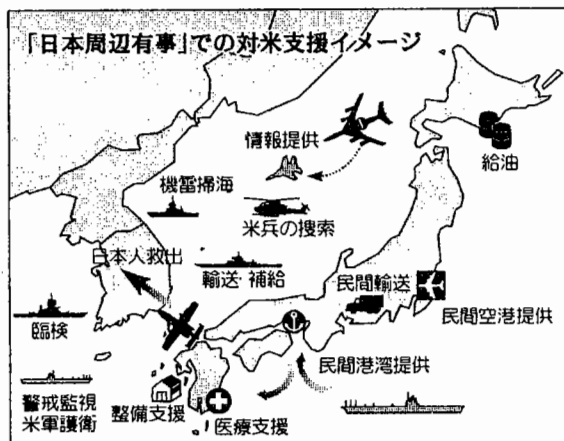 「日本周辺有事」での対米支援イメージ
情報提供
給油
機雷掃海
米兵の捜索
日本人救出
輸送・補給
民間輸送
民間空港提供
臨検
民間港湾提供
警戒監視
米軍護衛
整備支援
医療支援